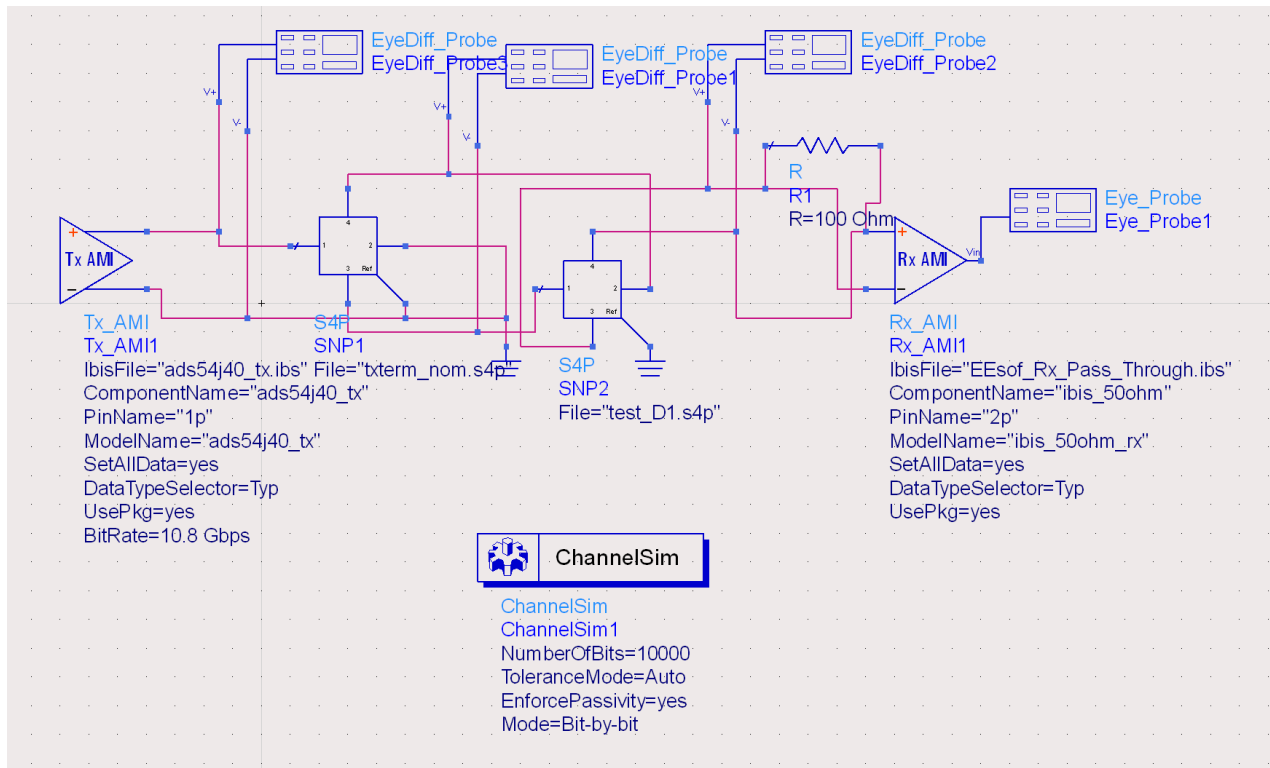 EyeDiff_Probe
EyeDiff_Probe3
EyeDiff_Probe
EyeDiff_Probe1
EyeDiff_Probe
EyeDiff_Probe2
V+
V-
V+
V-
V+
V-
R
R1
R=100 Ohm
Eye_Probe
Eye_Probe1
+
Tx AMI
−
4
1
2
3
Ref
4
1
2
3
Ref
+
Rx AMI
−
Vin
Tx_AMI
Tx_AMI1
IbisFile="ads54j40_tx.ibs"
ComponentName="ads54j40_tx"
PinName="1p"
ModelName="ads54j40_tx"
SetAllData=yes
DataTypeSelector=Typ
UsePkg=yes
BitRate=10.8 Gbps
S4P
SNP1
File="txterm_nom.s4p"
S4P
SNP2
File="test_D1.s4p"
Rx_AMI
Rx_AMI1
IbisFile="EEsof_Rx_Pass_Through.ibs"
ComponentName="ibis_50ohm"
PinName="2p"
ModelName="ibis_50ohm_rx"
SetAllData=yes
DataTypeSelector=Typ
UsePkg=yes
ChannelSim
ChannelSim
ChannelSim1
NumberOfBits=10000
ToleranceMode=Auto
EnforcePassivity=yes
Mode=Bit-by-bit